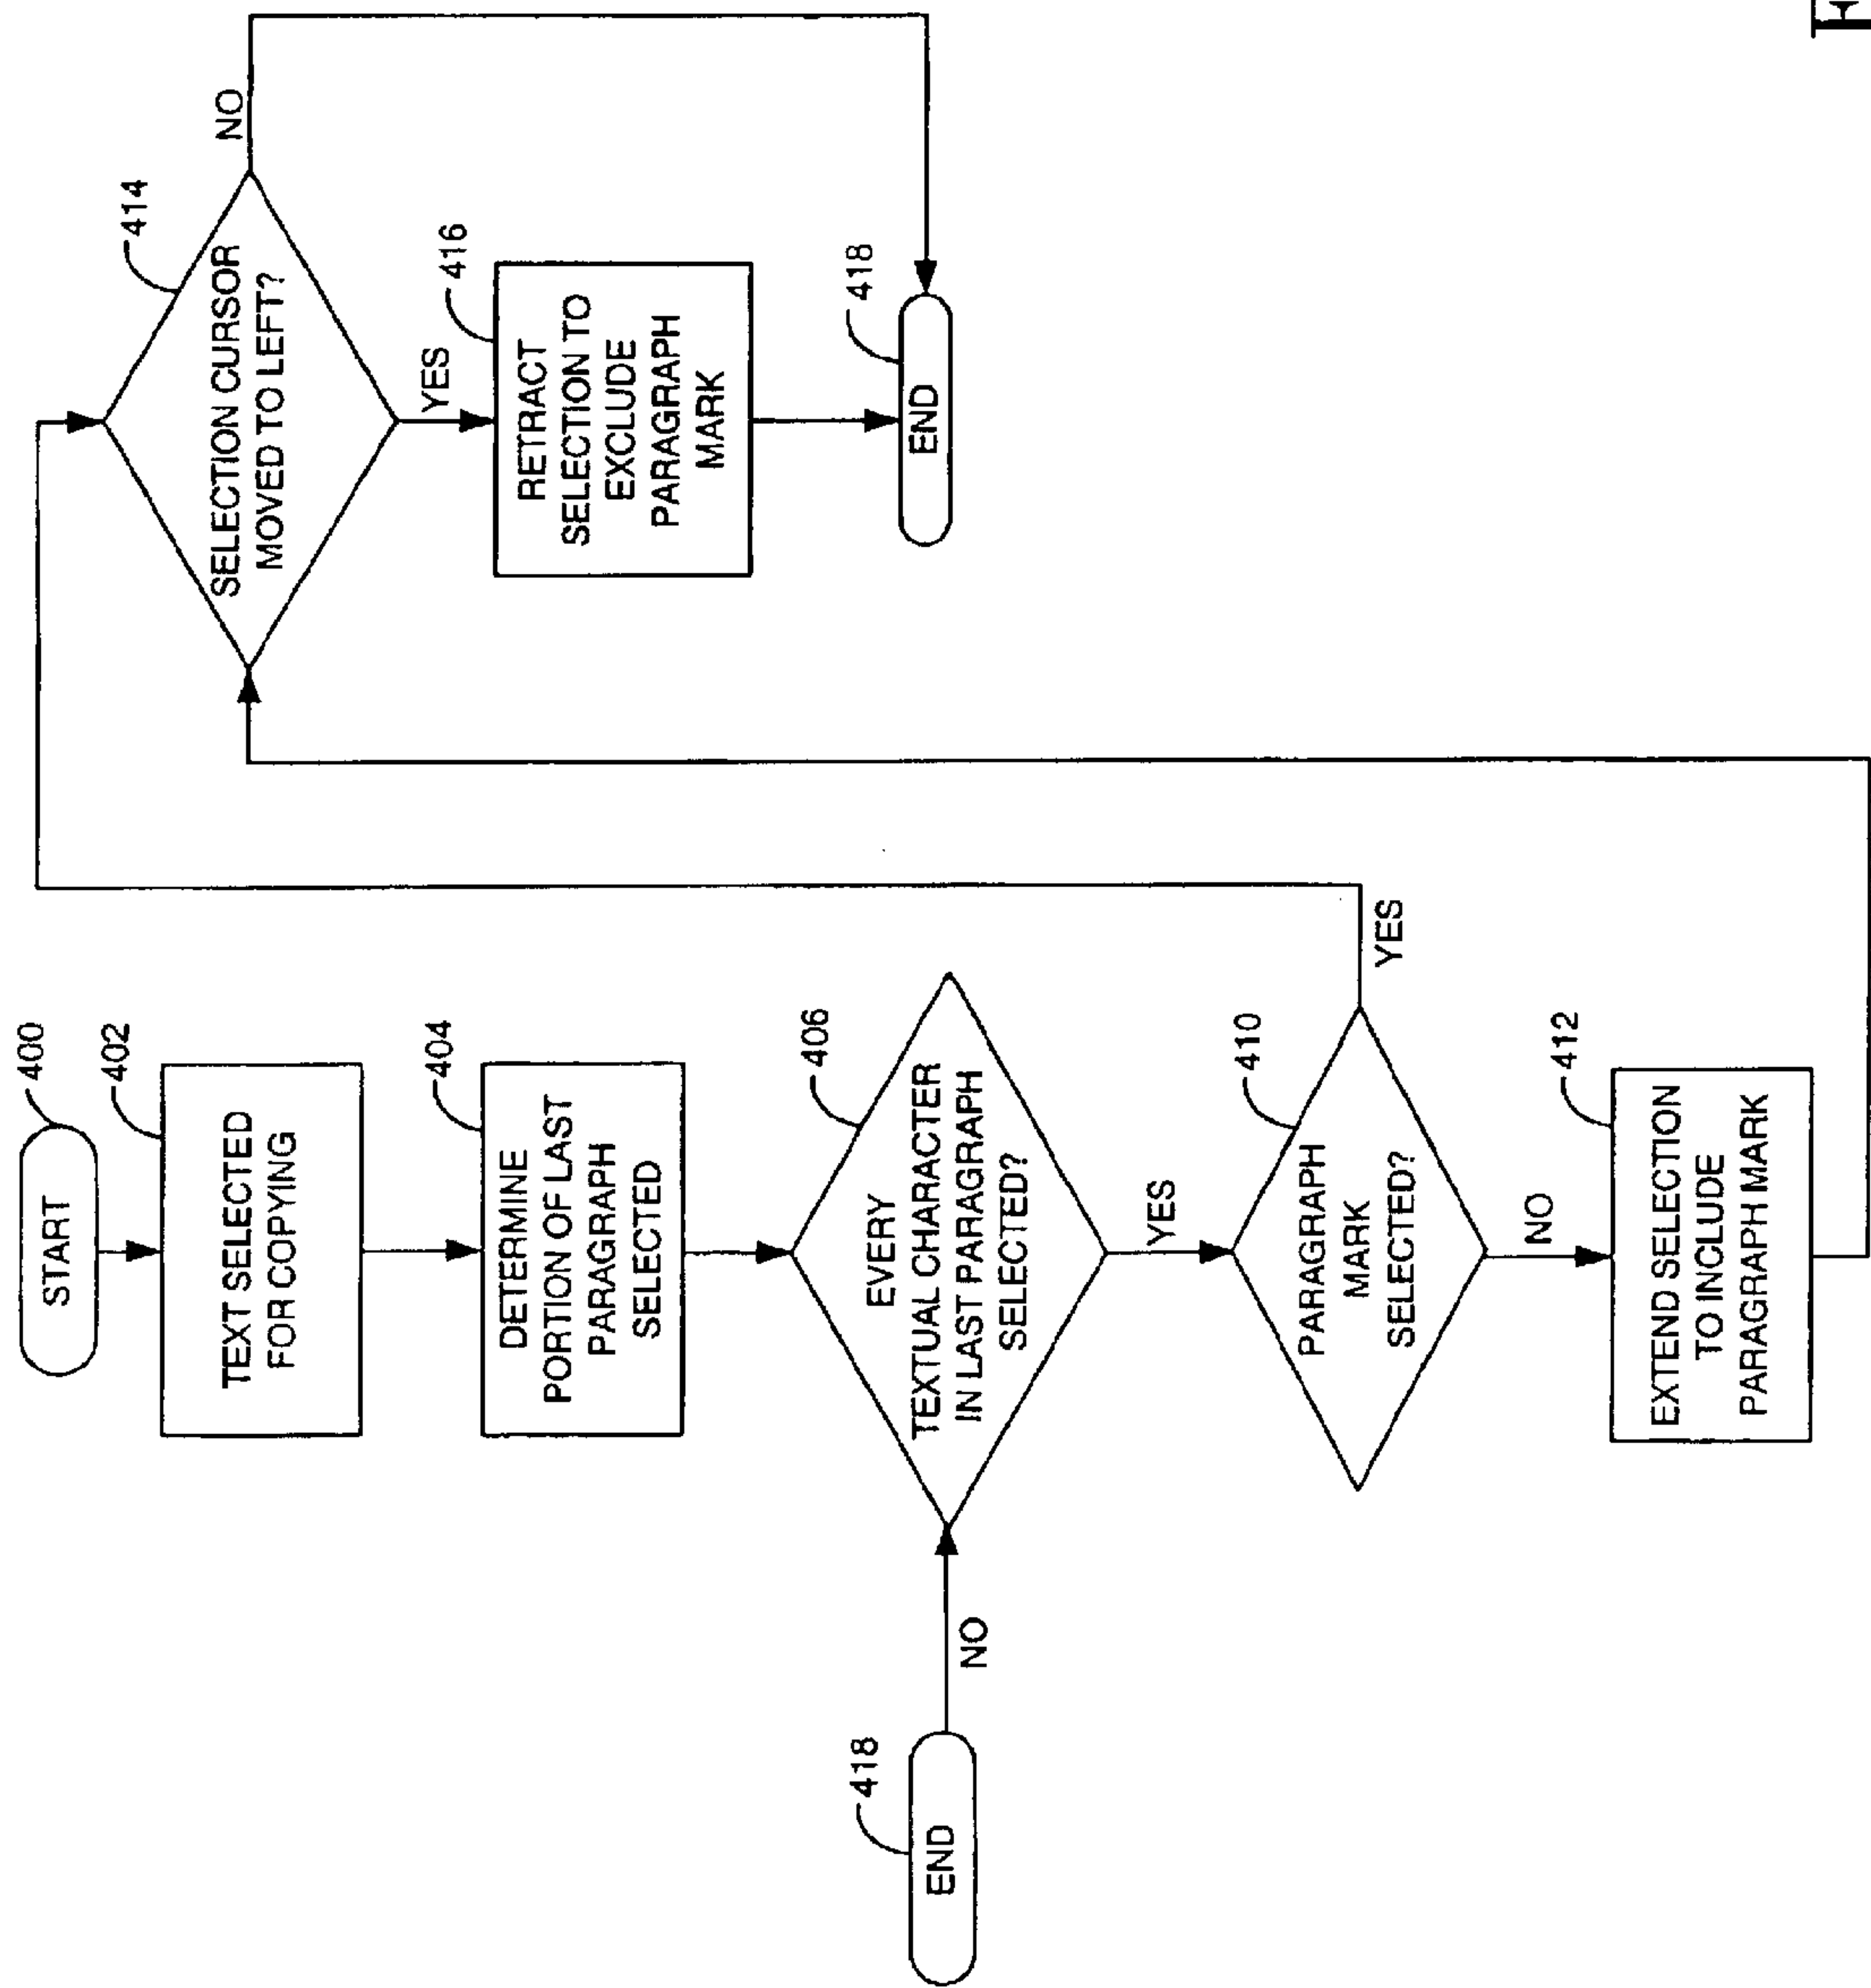 START
400
TEXT SELECTED
FOR COPYING
402
DETERMINE
PORTION OF LAST
PARAGRAPH
SELECTED
404
EVERY
TEXTUAL CHARACTER
IN LAST PARAGRAPH
SELECTED?
406
NO
END
418
YES
PARAGRAPH
MARK
SELECTED?
410
YES
NO
EXTEND SELECTION
TO INCLUDE
PARAGRAPH MARK
412
SELECTION CURSOR
MOVED TO LEFT?
414
NO
YES
RETRACT
SELECTION TO
EXCLUDE
PARAGRAPH
MARK
416
END
418